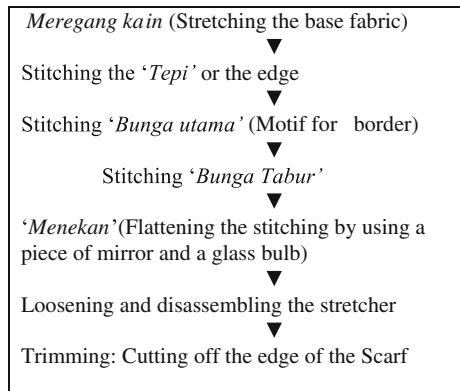 Meregang kain (Stretching the base fabric)
Stitching the ‘Tepi’ or the edge
Stitching ‘Bunga utama’ (Motif for border)
Stitching ‘Bunga Tabur’
‘Menekan’(Flattening the stitching by using a
piece of mirror and a glass bulb)
Loosening and disassembling the stretcher
Trimming: Cutting off the edge of the Scarf